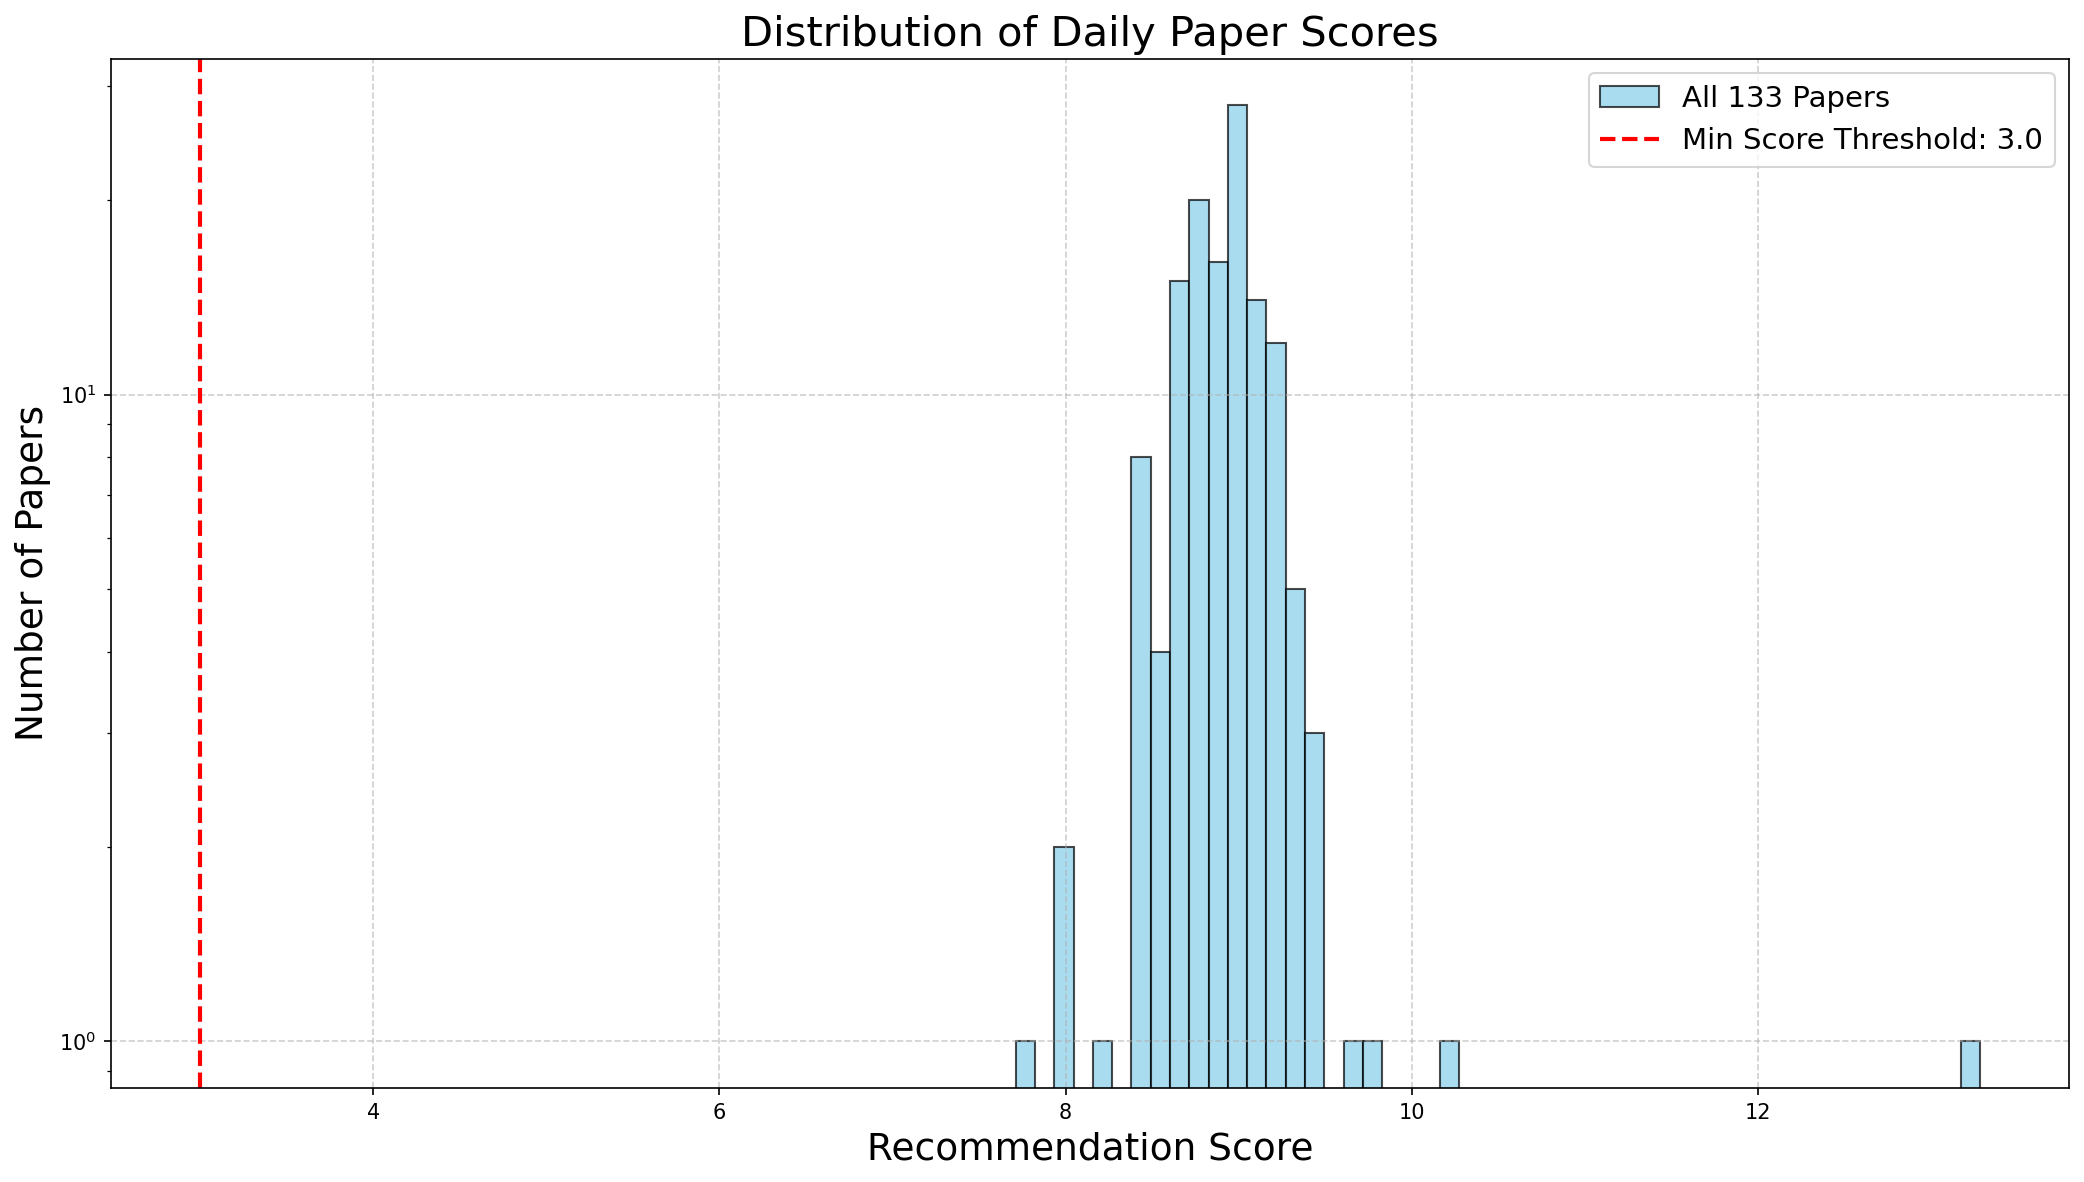 Distribution of Daily Paper Scores
All 133 Papers
Min Score Threshold: 3.0
Number of Papers
10¹
10⁰
4 6 8 10 12
Recommendation Score